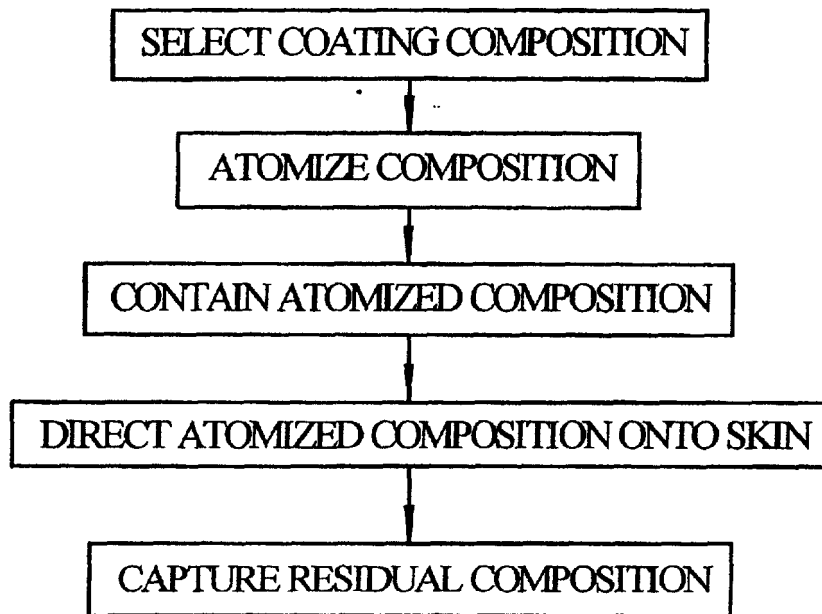 SELECT COATING COMPOSITION
ATOMIZE COMPOSITION
CONTAIN ATOMIZED COMPOSITION
DIRECT ATOMIZED COMPOSITION ONTO SKIN
CAPTURE RESIDUAL COMPOSITION